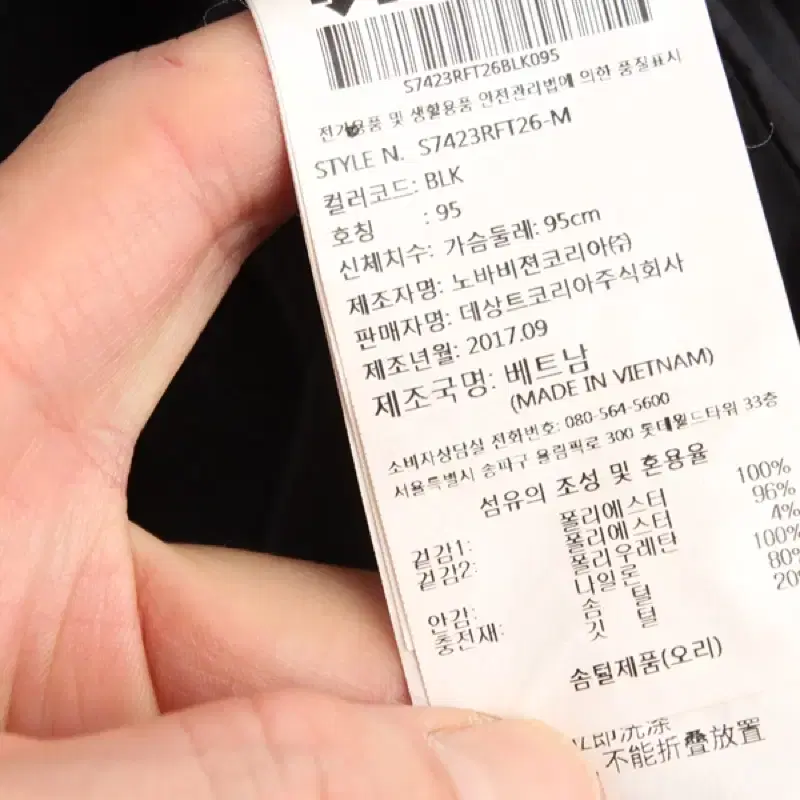 S7423RFT26BLK095
전기용품 및 생활용품 안전관리법에 의한 품질표시
STYLE N. S7423RFT26-M
컬러코드: BLK
호칭 : 95
신체치수: 가슴둘레: 95cm
제조자명: 노바비젼코리아(주)
판매자명: 데상트코리아주식회사
제조년월: 2017.09
제조국명: 베트남
(MADE IN VIETNAM)
소비자상담실 전화번호: 080-564-5600
서울특별시 송파구 올림픽로 300 롯데월드타워 33층
섬유의 조성 및 혼용율
겉감1: 폴리에스터 100%
겉감2: 폴리에스터 96%
폴리우레탄 4%
안감: 나일론 100%
충전재: 솜 털 80%
깃 털 20%
솜털제품(오리)
即洗涤
不能折叠放置